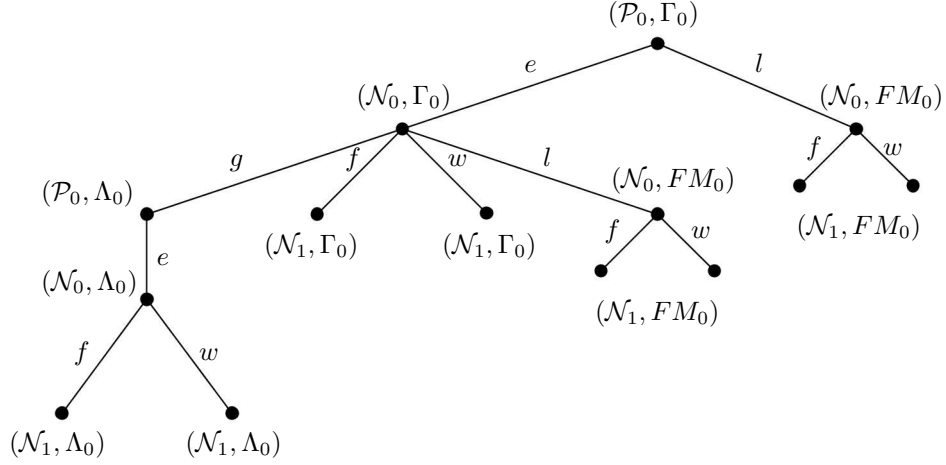 (𝒫₀, Γ₀)
e
l
(𝒩₀, Γ₀)
(𝒩₀, FM₀)
g
f
w
l
f
w
(𝒫₀, Λ₀)
(𝒩₀, FM₀)
(𝒩₁, Γ₀)
(𝒩₁, Γ₀)
(𝒩₁, FM₀)
e
f
w
(𝒩₀, Λ₀)
(𝒩₁, FM₀)
f
w
(𝒩₁, Λ₀)
(𝒩₁, Λ₀)